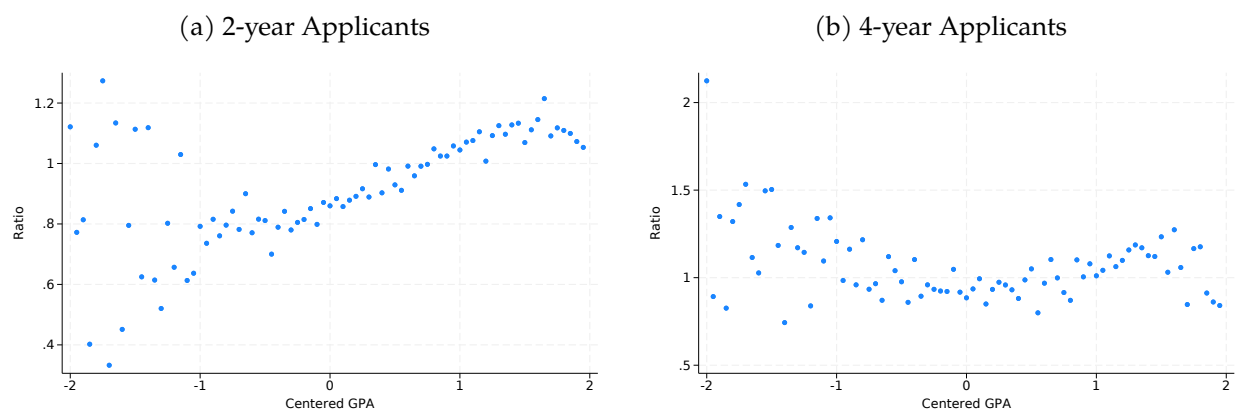 (a) 2-year Applicants
1.2
1
.8
.6
.4
Ratio
-2 -1 0 1 2
Centered GPA
(b) 4-year Applicants
2
1.5
1
.5
Ratio
-2 -1 0 1 2
Centered GPA